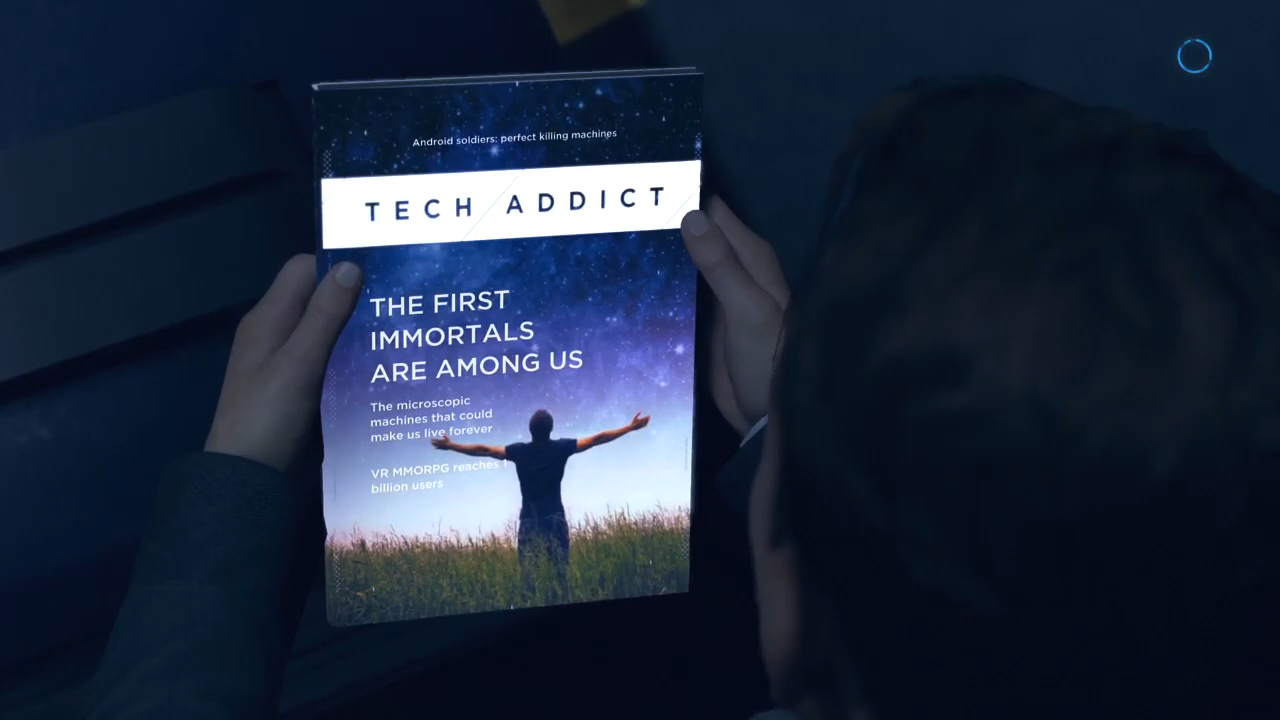 Android soldiers: perfect killing machines
TECH ADDICT
THE FIRST
IMMORTALS
ARE AMONG US
The microscopic
machines that could
make us live forever
VR MMORPG reaches 1
billion users